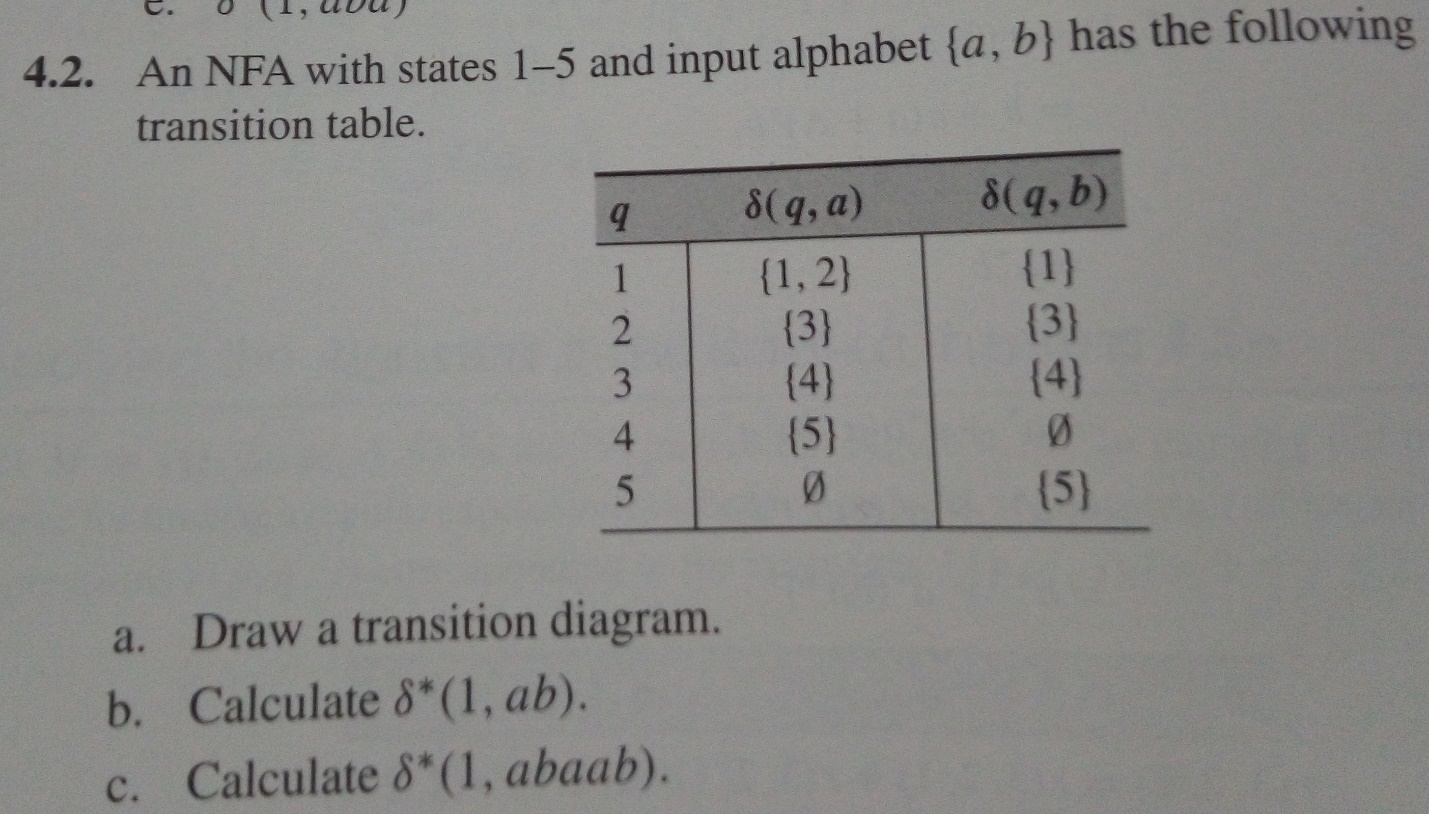 e. δ*(1, aba)
4.2. An NFA with states 1–5 and input alphabet {a, b} has the following
transition table.
q δ(q, a) δ(q, b)
1 {1, 2} {1}
2 {3} {3}
3 {4} {4}
4 {5} ∅
5 ∅ {5}
a. Draw a transition diagram.
b. Calculate δ*(1, ab).
c. Calculate δ*(1, abaab).